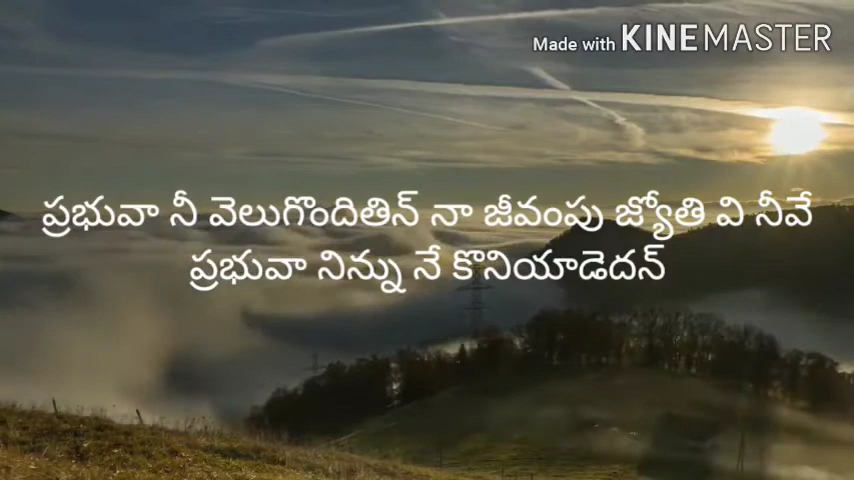 Made with KINEMASTER
ప్రభువా నీ వెలుగొందితిన్ నా జీవంపు జ్యోతి వి నీవే
ప్రభువా నిన్ను నే కొనియాడెదన్